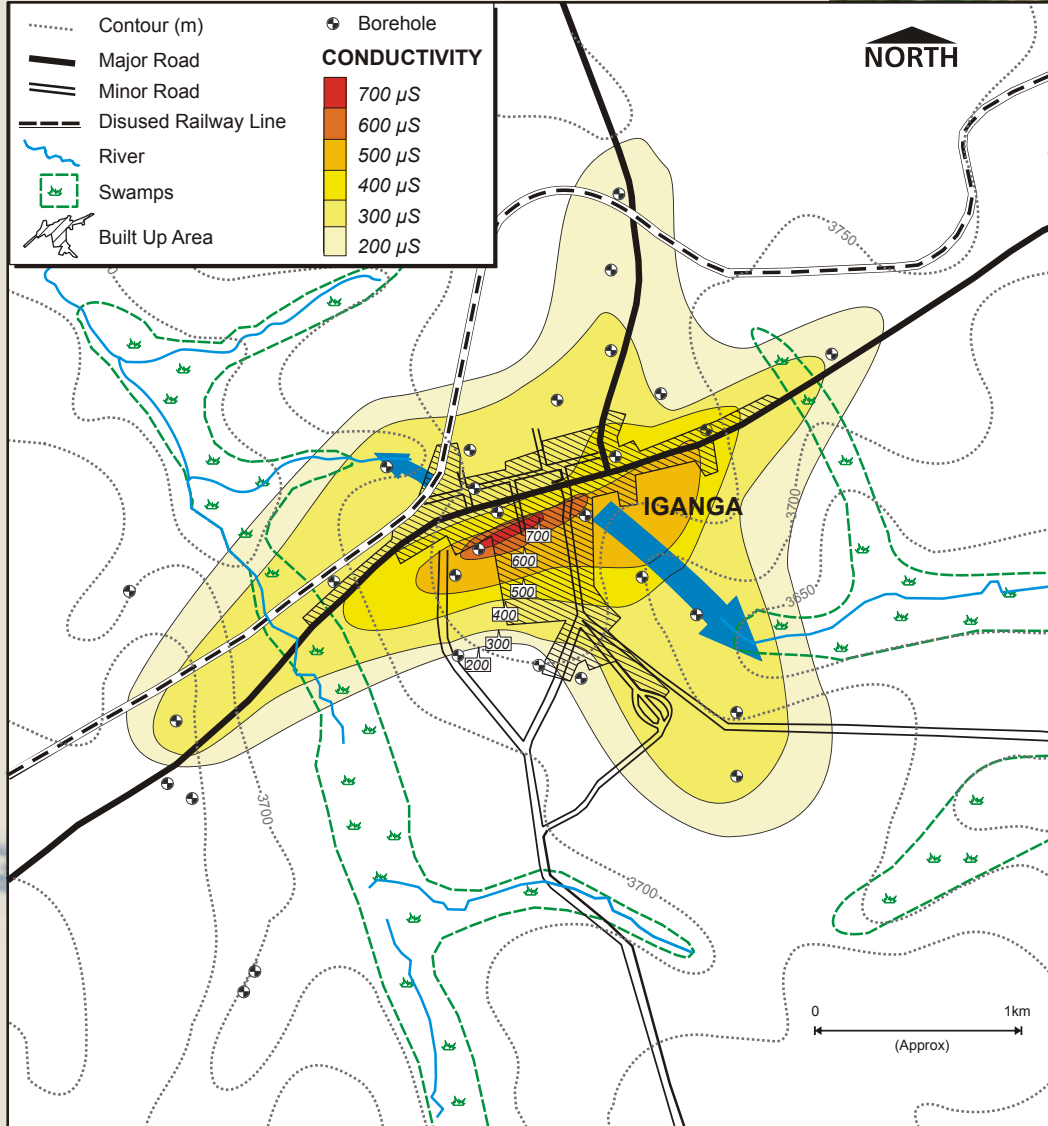 Contour (m)
Major Road
Minor Road
Disused Railway Line
River
Swamps
Built Up Area
Borehole
CONDUCTIVITY
700 µS
600 µS
500 µS
400 µS
300 µS
200 µS
NORTH
3750
3700
IGANGA
700
600
500
400
300
200
3650
3700
3700
0 1km
(Approx)